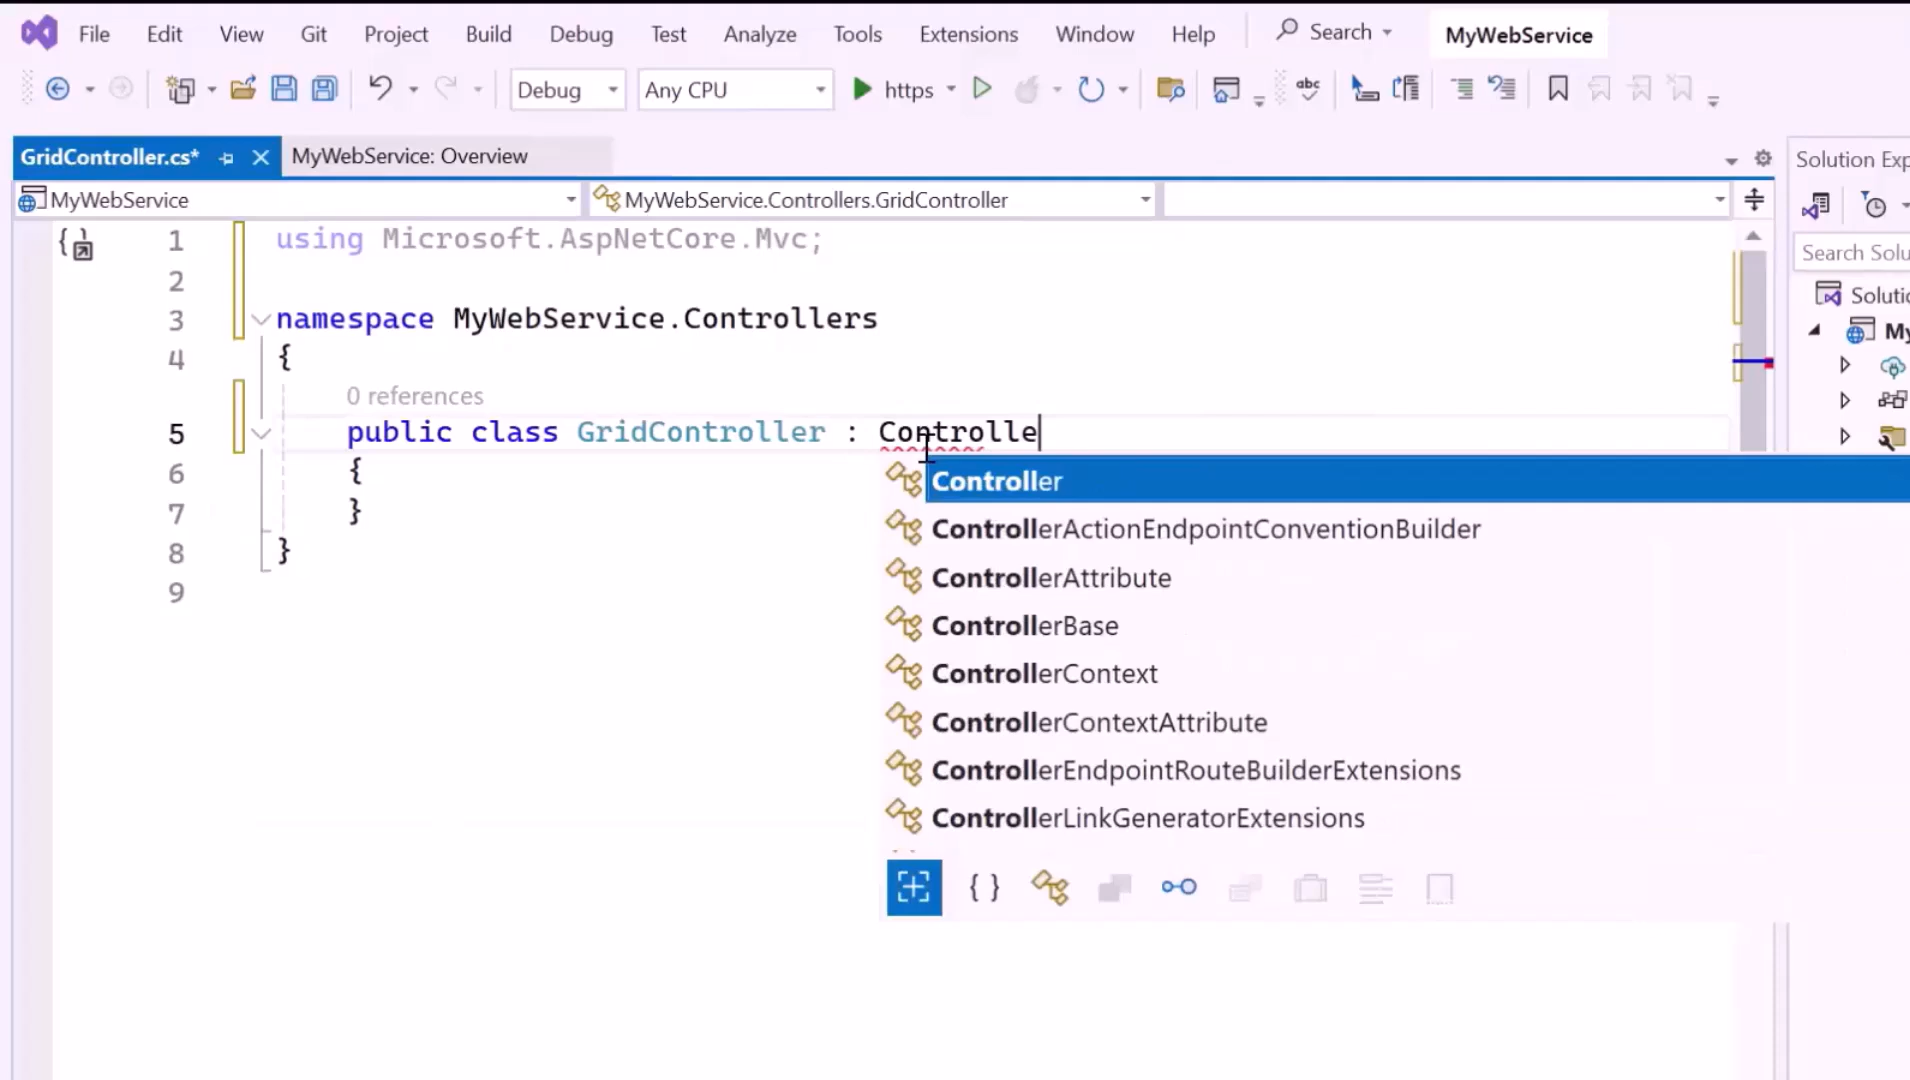 File Edit View Git Project Build Debug Test Analyze Tools Extensions Window Help Search MyWebService
Debug Any CPU https abc
GridController.cs* MyWebService: Overview Solution Exp
MyWebService MyWebService.Controllers.GridController
1 using Microsoft.AspNetCore.Mvc;
2
3 namespace MyWebService.Controllers
4 {
0 references
5 public class GridController : Controlle
6 {
7 }
8 }
9
Controller
ControllerActionEndpointConventionBuilder
ControllerAttribute
ControllerBase
ControllerContext
ControllerContextAttribute
ControllerEndpointRouteBuilderExtensions
ControllerLinkGeneratorExtensions
{ }
Search Solu
Soluti
My